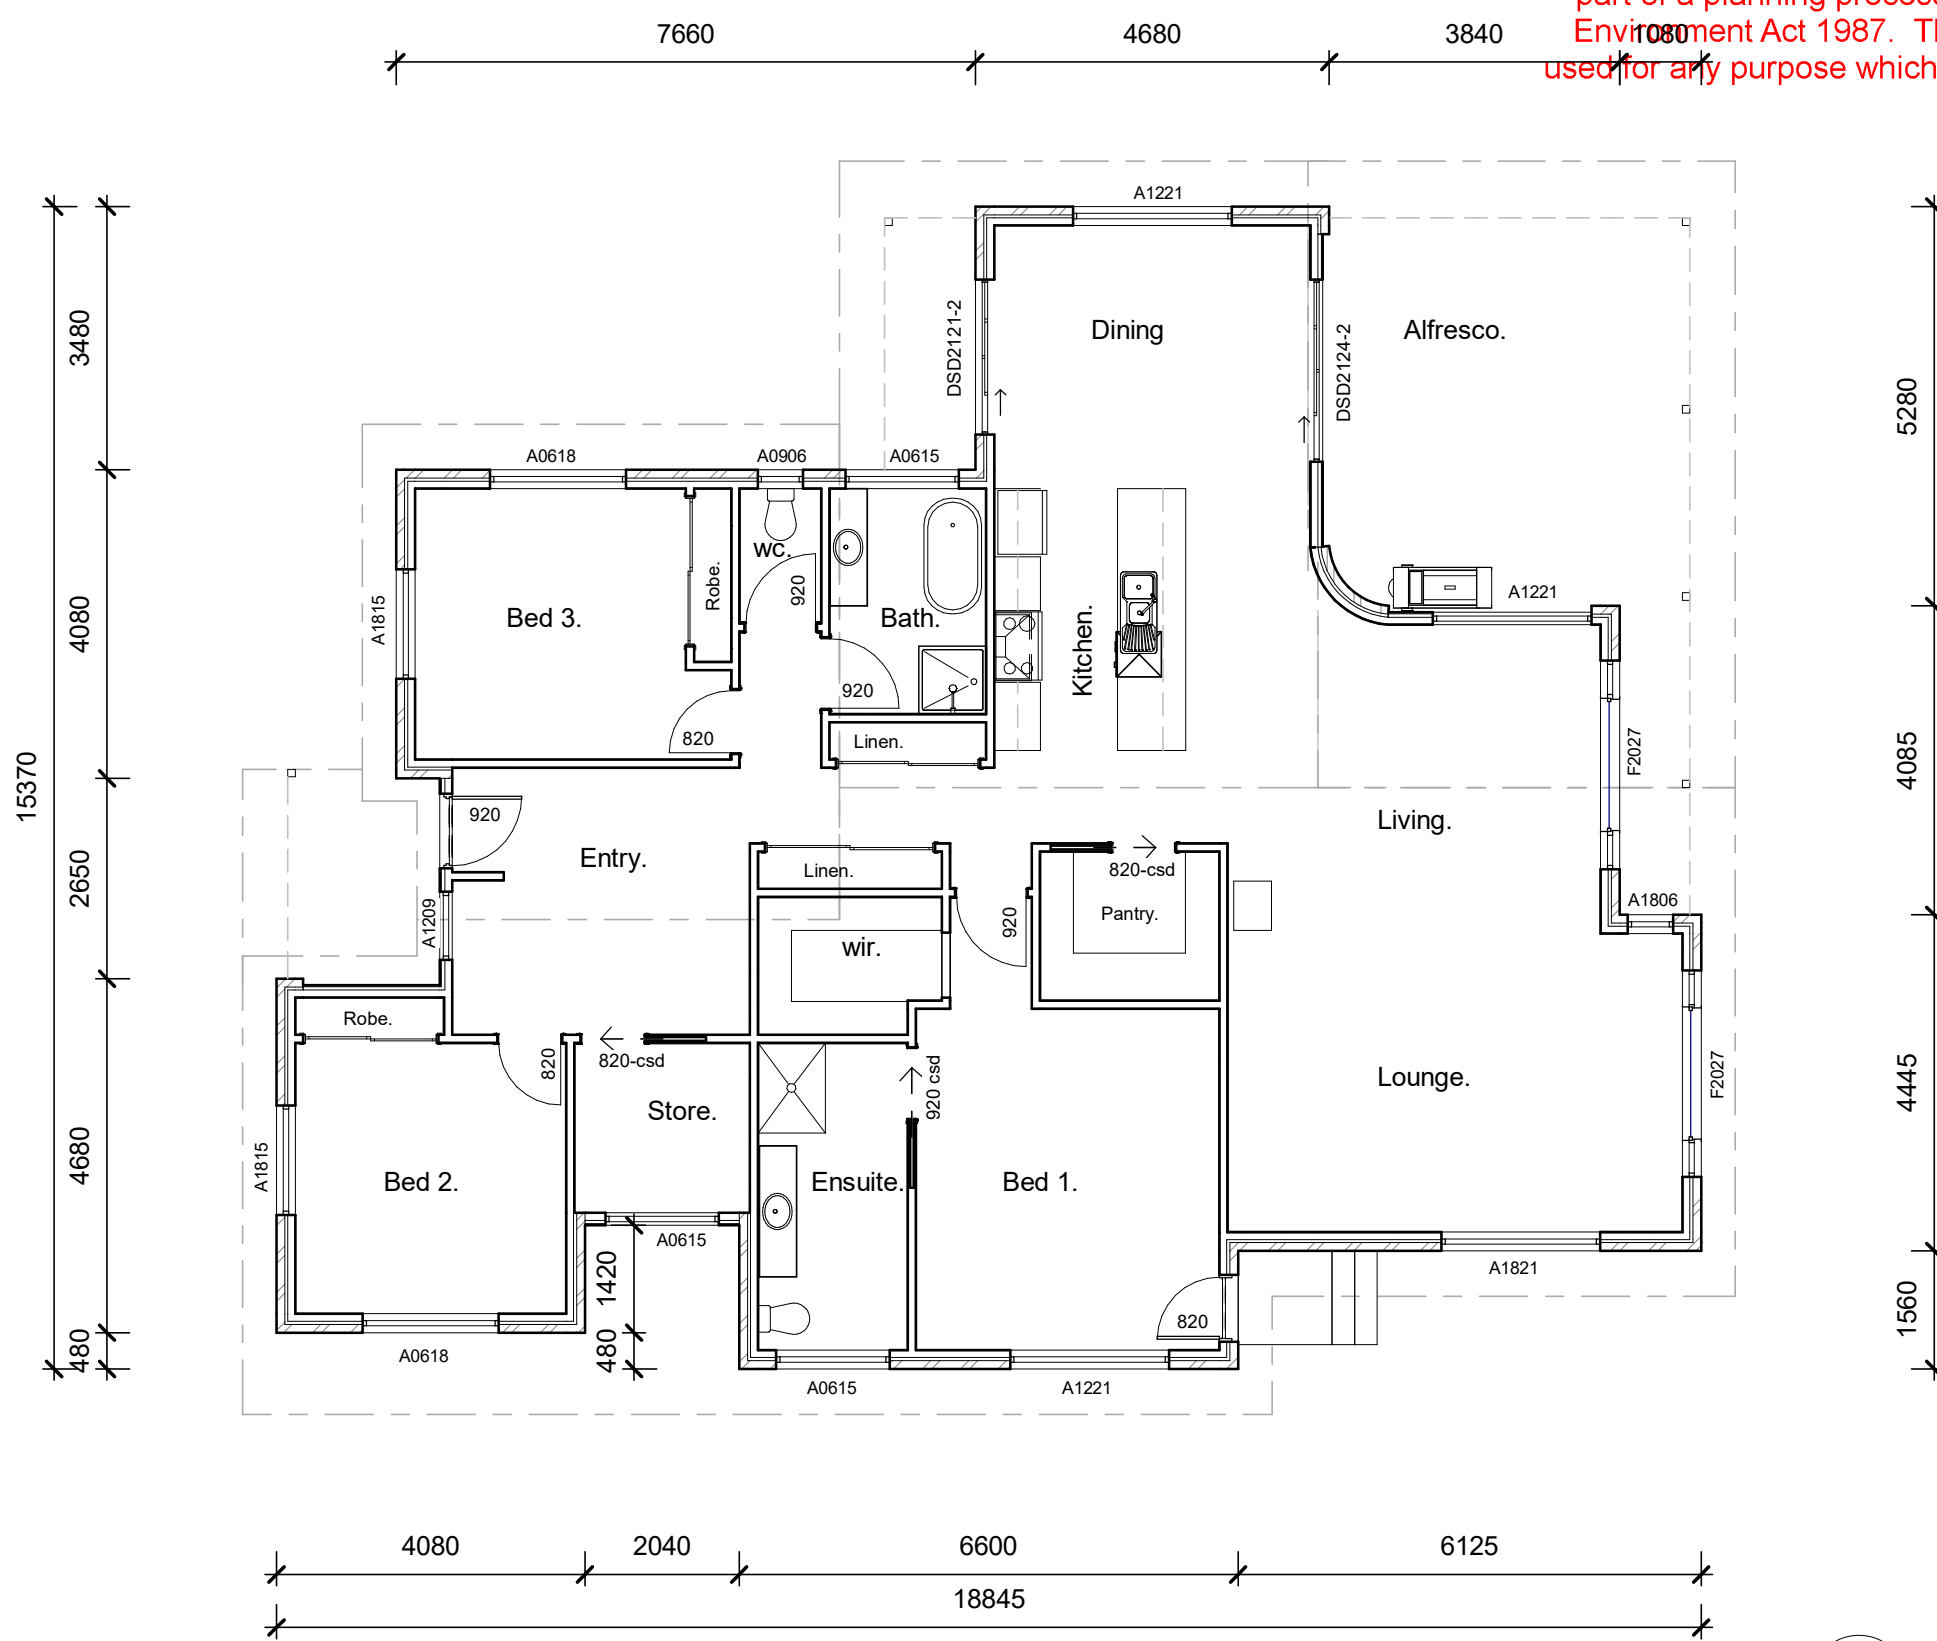 part of a planning process
Environment Act 1987. Th
used for any purpose which
7660
4680
3840
1080
A1221
3480
DSD2121-2
Dining
DSD2124-2
Alfresco.
5280
A0618
A0906
A0615
wc.
920
Robe.
A1815
Bed 3.
Bath.
Kitchen.
A1221
4080
920
820
Linen.
F2027
4085
15370
920
Living.
Entry.
Linen.
820-csd
2650
A1209
wir.
920
Pantry.
A1806
Robe.
820
820-csd
920 csd
Lounge.
F2027
4445
Store.
4680
A1815
Bed 2.
Ensuite.
Bed 1.
A0615
1420
A1821
1560
820
480
A0618
480
A0615
A1221
4080
2040
6600
6125
18845